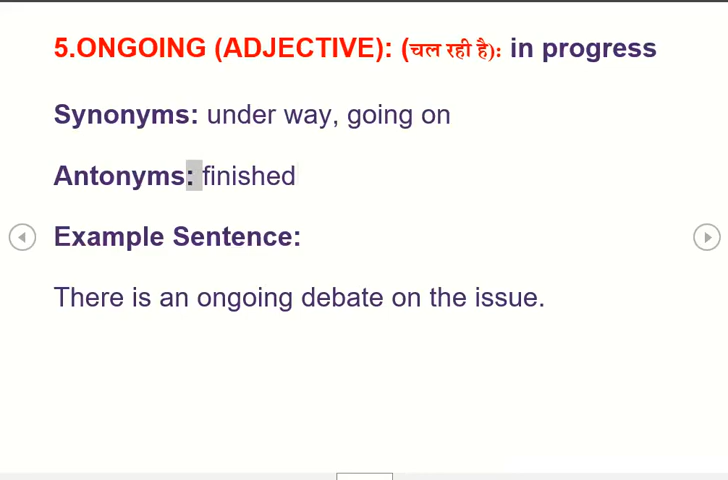 5.ONGOING (ADJECTIVE): (चल रही है): in progress
Synonyms: under way, going on
Antonyms: finished
Example Sentence:
There is an ongoing debate on the issue.